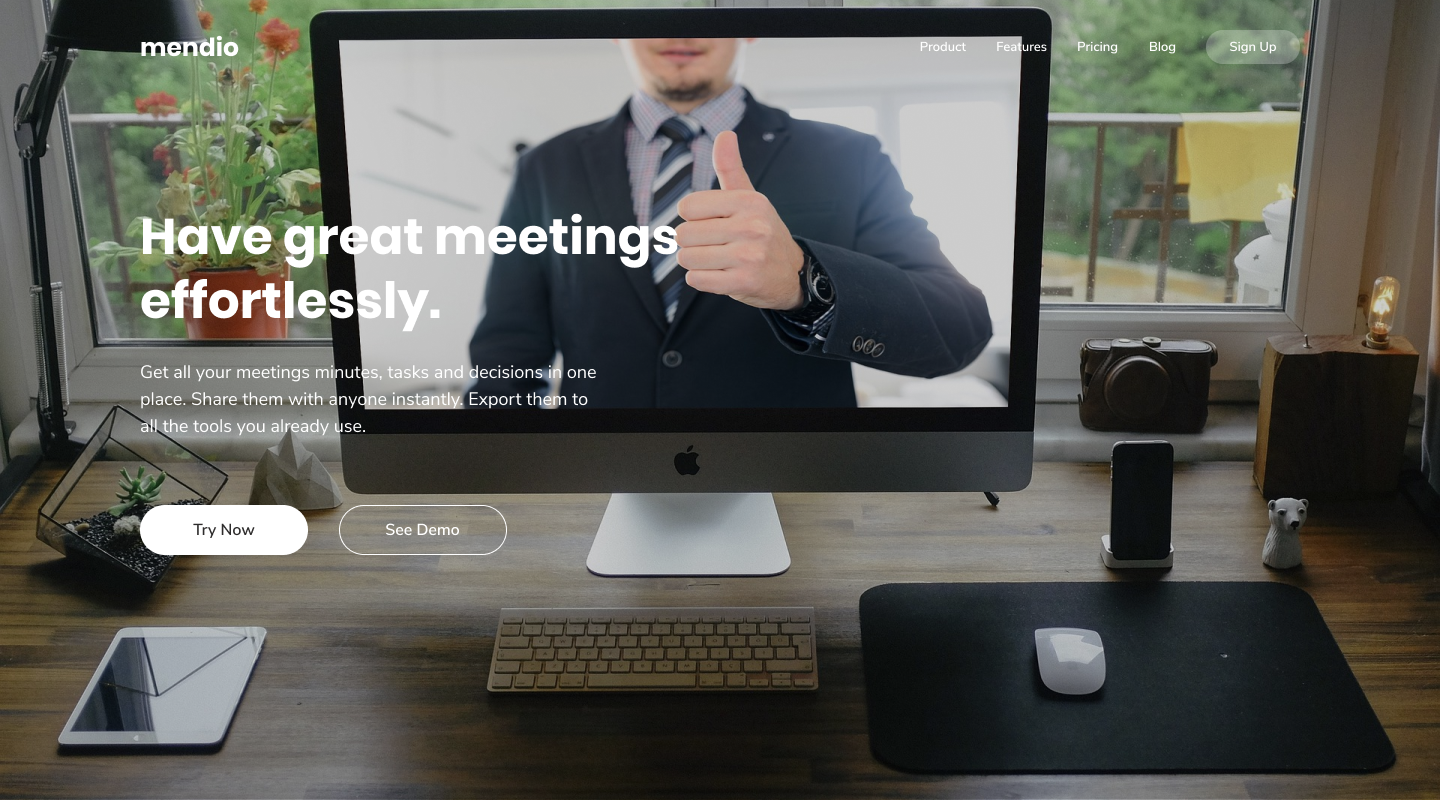 mendio
Product Features Pricing Blog Sign Up
Have great meetings
effortlessly.
Get all your meetings minutes, tasks and decisions in one
place. Share them with anyone instantly. Export them to
all the tools you already use.
Try Now See Demo